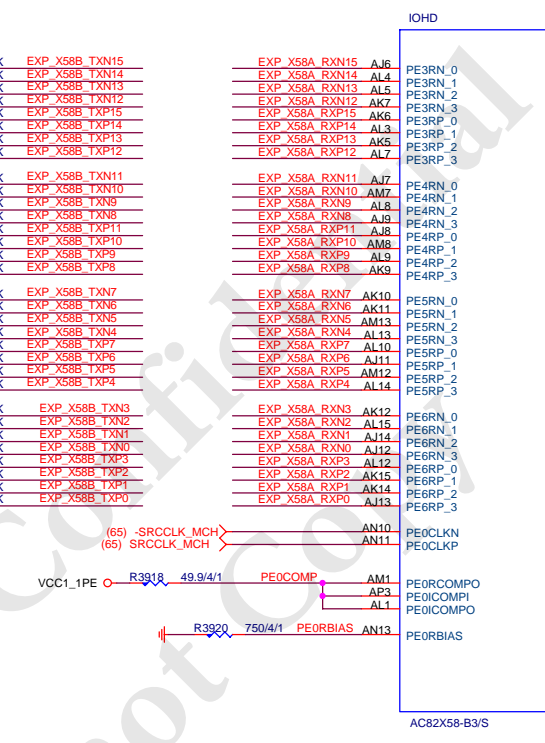 IOHD
K EXP_X58B_TXN15 EXP_X58A_RXN15 AJ6 PE3RN_0
K EXP_X58B_TXN14 EXP_X58A_RXN14 AL4 PE3RN_1
K EXP_X58B_TXN13 EXP_X58A_RXN13 AL5 PE3RN_2
K EXP_X58B_TXN12 EXP_X58A_RXN12 AK7 PE3RN_3
K EXP_X58B_TXP15 EXP_X58A_RXP15 AK6 PE3RP_0
K EXP_X58B_TXP14 EXP_X58A_RXP14 AL3 PE3RP_1
K EXP_X58B_TXP13 EXP_X58A_RXP13 AK5 PE3RP_2
K EXP_X58B_TXP12 EXP_X58A_RXP12 AL7 PE3RP_3
K EXP_X58B_TXN11 EXP_X58A_RXN11 AJ7 PE4RN_0
K EXP_X58B_TXN10 EXP_X58A_RXN10 AM7 PE4RN_1
K EXP_X58B_TXN9 EXP_X58A_RXN9 AL8 PE4RN_2
K EXP_X58B_TXN8 EXP_X58A_RXN8 AJ9 PE4RN_3
K EXP_X58B_TXP11 EXP_X58A_RXP11 AJ8 PE4RP_0
K EXP_X58B_TXP10 EXP_X58A_RXP10 AM8 PE4RP_1
K EXP_X58B_TXP9 EXP_X58A_RXP9 AL9 PE4RP_2
K EXP_X58B_TXP8 EXP_X58A_RXP8 AK9 PE4RP_3
K EXP_X58B_TXN7 EXP_X58A_RXN7 AK10 PE5RN_0
K EXP_X58B_TXN6 EXP_X58A_RXN6 AK11 PE5RN_1
K EXP_X58B_TXN5 EXP_X58A_RXN5 AM13 PE5RN_2
K EXP_X58B_TXN4 EXP_X58A_RXN4 AL13 PE5RN_3
K EXP_X58B_TXP7 EXP_X58A_RXP7 AL10 PE5RP_0
K EXP_X58B_TXP6 EXP_X58A_RXP6 AJ11 PE5RP_1
K EXP_X58B_TXP5 EXP_X58A_RXP5 AM12 PE5RP_2
K EXP_X58B_TXP4 EXP_X58A_RXP4 AL14 PE5RP_3
K EXP_X58B_TXN3 EXP_X58A_RXN3 AK12 PE6RN_0
K EXP_X58B_TXN2 EXP_X58A_RXN2 AL15 PE6RN_1
K EXP_X58B_TXN1 EXP_X58A_RXN1 AJ14 PE6RN_2
K EXP_X58B_TXN0 EXP_X58A_RXN0 AJ12 PE6RN_3
K EXP_X58B_TXP3 EXP_X58A_RXP3 AL12 PE6RP_0
K EXP_X58B_TXP2 EXP_X58A_RXP2 AK15 PE6RP_1
K EXP_X58B_TXP1 EXP_X58A_RXP1 AK14 PE6RP_2
K EXP_X58B_TXP0 EXP_X58A_RXP0 AJ13 PE6RP_3
(65) -SRCCLK_MCH AN10 PE0CLKN
(65) SRCCLK_MCH AN11 PE0CLKP
VCC1_1PE R3918 49.9/4/1 PE0COMP AM1 PE0RCOMPO
AP3 PE0ICOMPI
AL1 PE0ICOMPO
R3920 750/4/1 PE0RBIAS AN13 PE0RBIAS
AC82X58-B3/S
Confidential
Not Copy